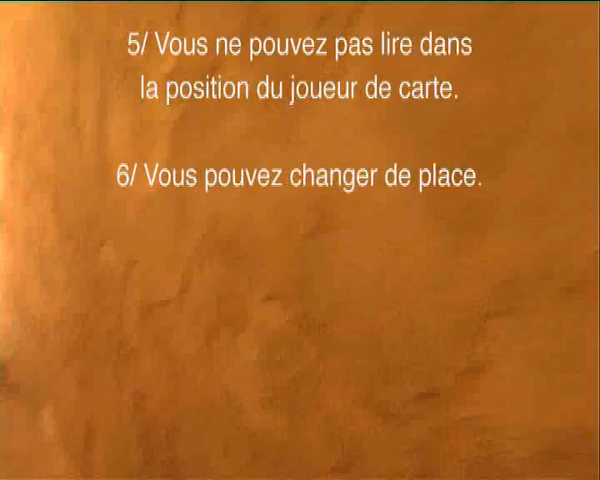 5/ Vous ne pouvez pas lire dans
la position du joueur de carte.
6/ Vous pouvez changer de place.